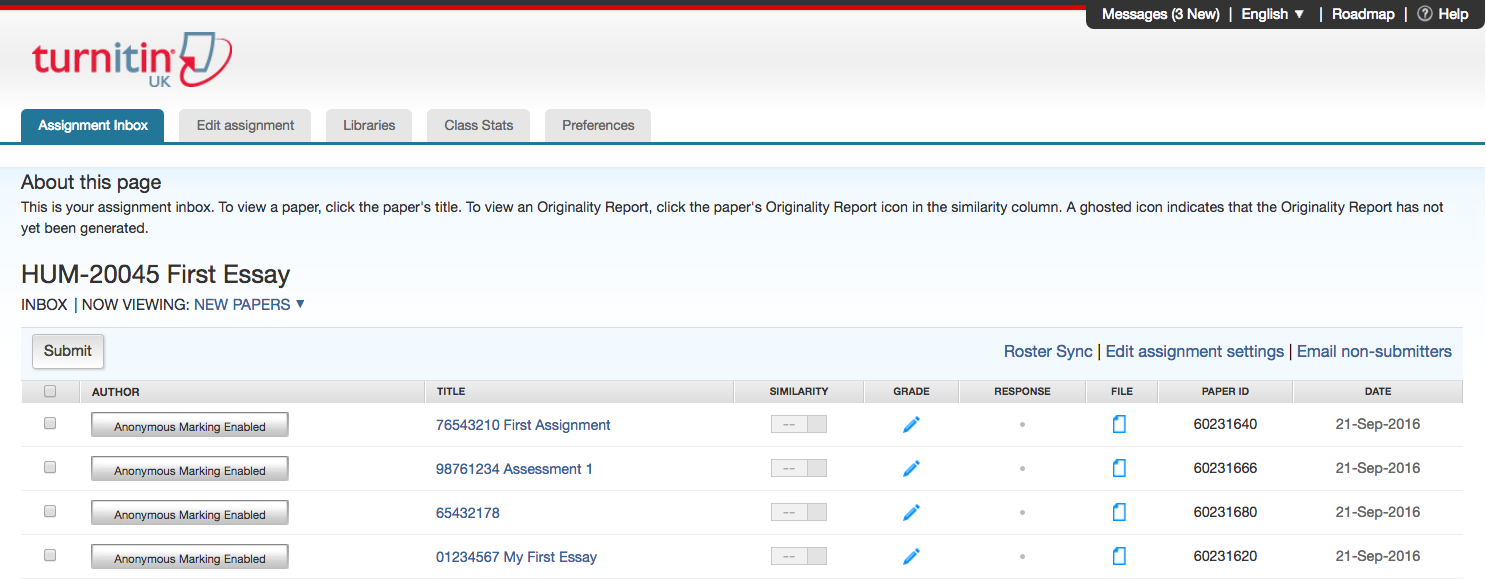 Messages (3 New) | English ▼ | Roadmap | ? Help
turnitin UK
Assignment Inbox Edit assignment Libraries Class Stats Preferences
About this page
This is your assignment inbox. To view a paper, click the paper's title. To view an Originality Report, click the paper's Originality Report icon in the similarity column. A ghosted icon indicates that the Originality Report has not
yet been generated.
HUM-20045 First Essay
INBOX | NOW VIEWING: NEW PAPERS ▼
Submit Roster Sync | Edit assignment settings | Email non-submitters
AUTHOR TITLE SIMILARITY GRADE RESPONSE FILE PAPER ID DATE
Anonymous Marking Enabled 76543210 First Assignment -- 60231640 21-Sep-2016
Anonymous Marking Enabled 98761234 Assessment 1 -- 60231666 21-Sep-2016
Anonymous Marking Enabled 65432178 -- 60231680 21-Sep-2016
Anonymous Marking Enabled 01234567 My First Essay -- 60231620 21-Sep-2016